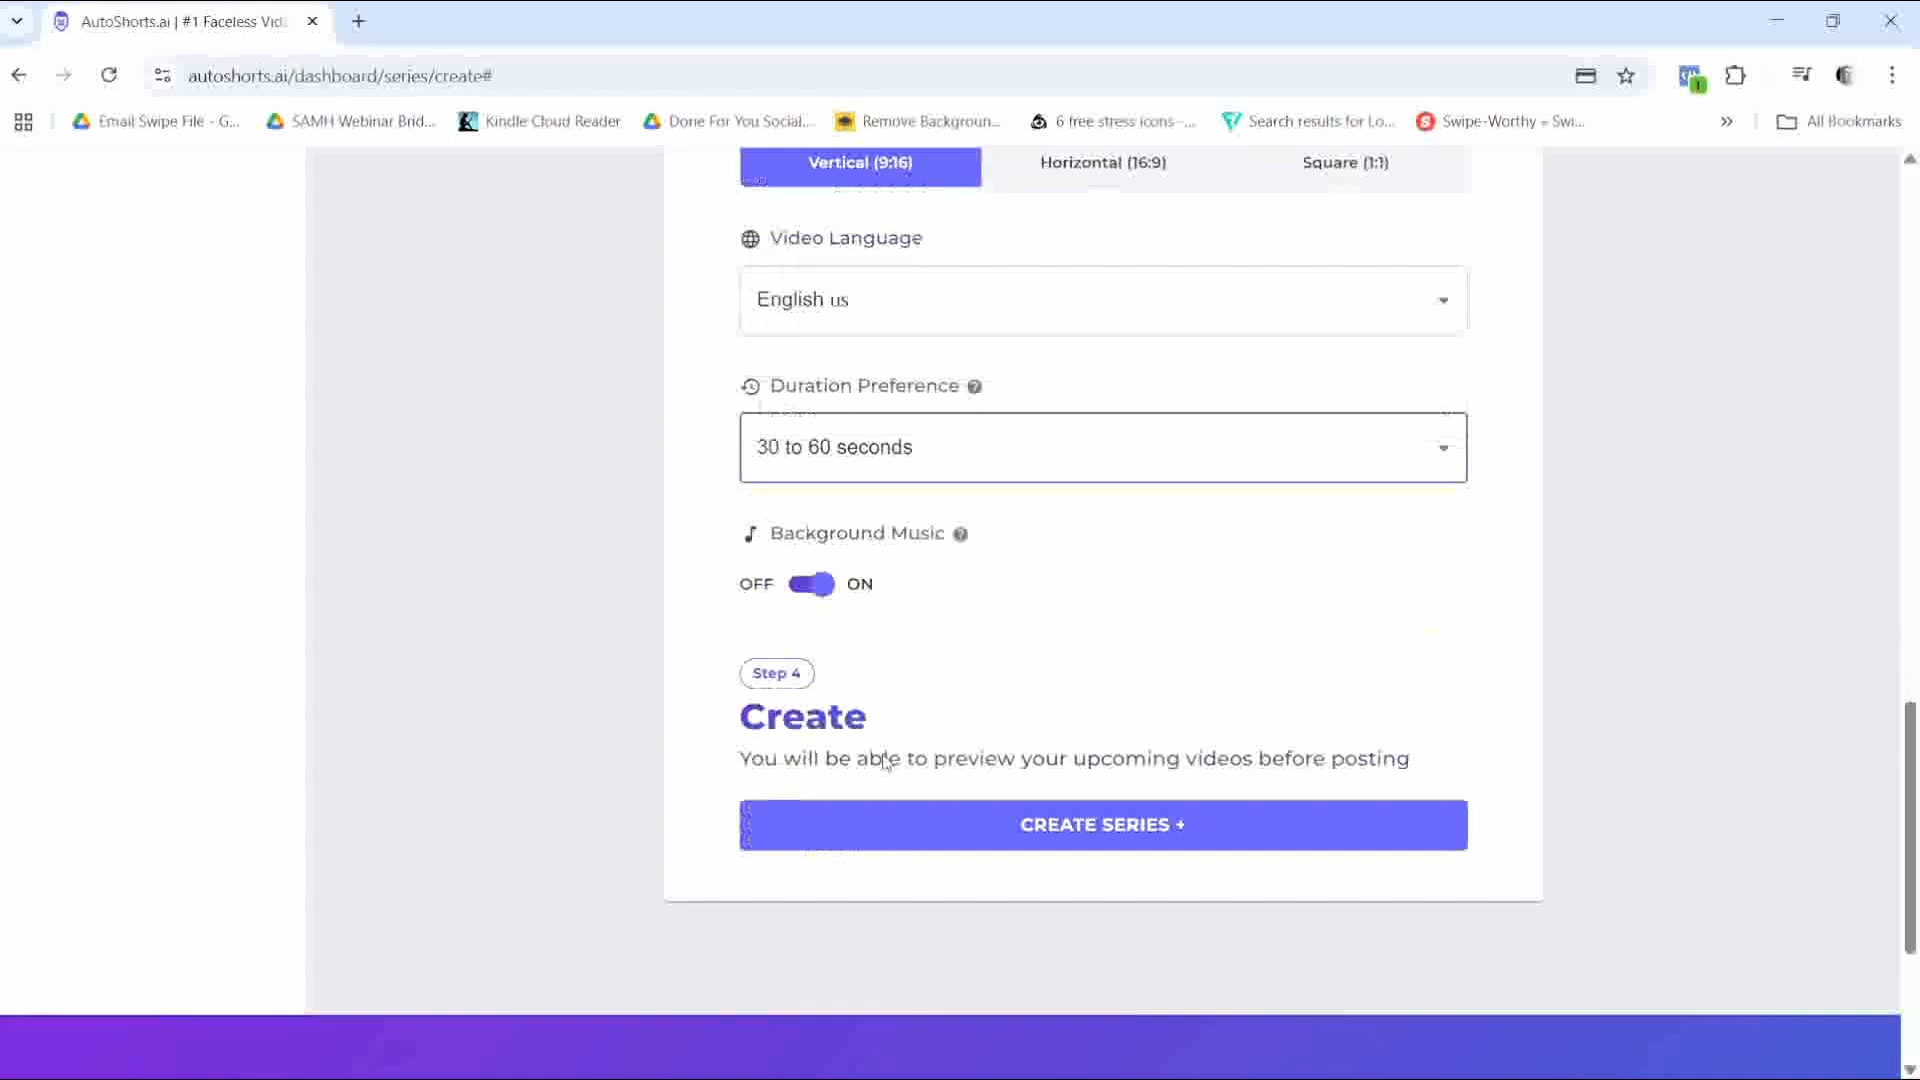 AutoShorts.ai | #1 Faceless Vid
autoshorts.ai/dashboard/series/create#
Email Swipe File - G...
SAMH Webinar Brid...
Kindle Cloud Reader
Done For You Social...
Remove Backgroun...
6 free stress icons –...
Search results for Lo...
Swipe-Worthy = Swi...
All Bookmarks
Vertical (9:16)
Horizontal (16:9)
Square (1:1)
Video Language
English us
Duration Preference
30 to 60 seconds
Background Music
OFF
ON
Step 4
Create
You will be able to preview your upcoming videos before posting
CREATE SERIES +